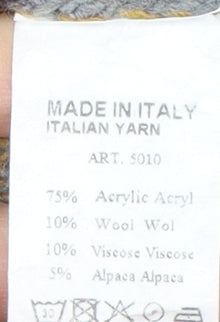 MADE IN ITALY
ITALIAN YARN
ART. 5010
75% Acrylic Acryl
10% Wool Wol
10% Viscose Viscose
5% Alpaca Alpaca
30